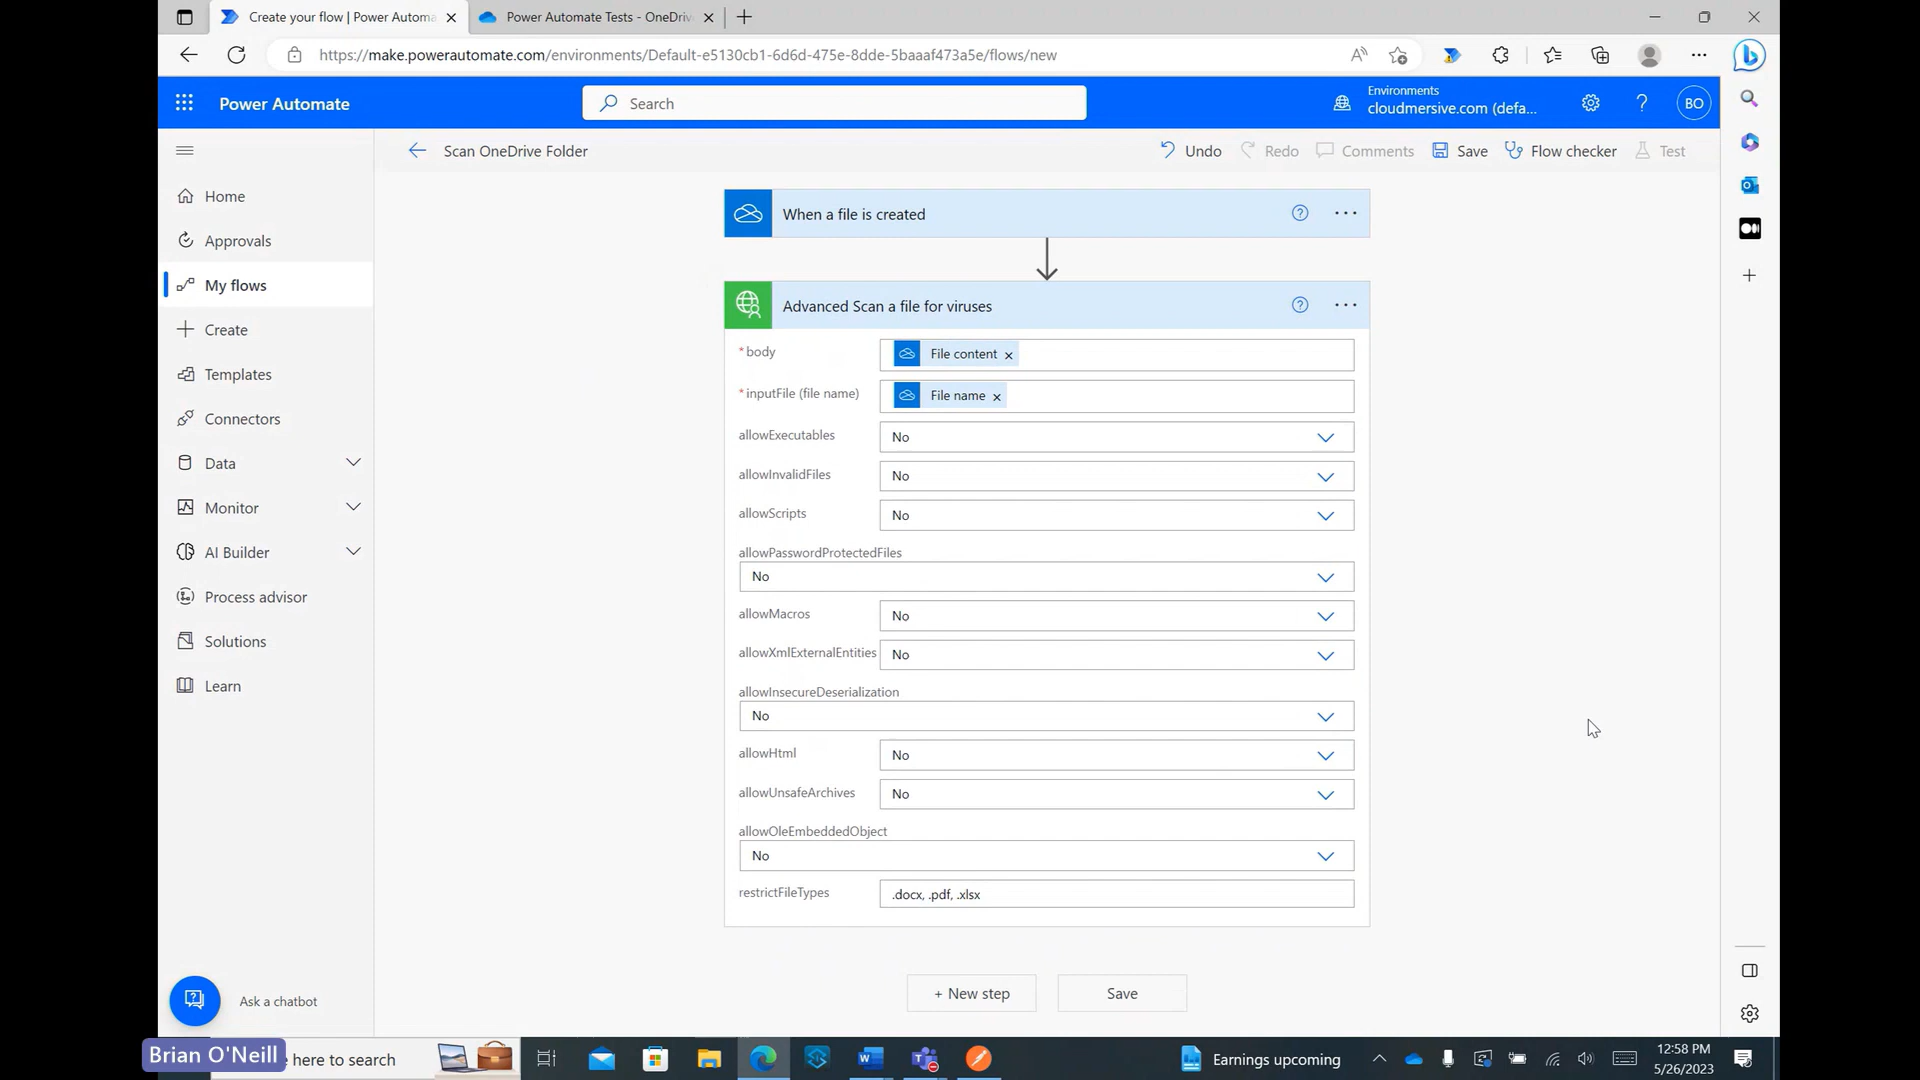 Create your flow | Power Automa
Power Automate Tests - OneDriv
https://make.powerautomate.com/environments/Default-e5130cb1-6d6d-475e-8dde-5baaaf473a5e/flows/new
Power Automate
Search
Environments
cloudmersive.com (defa...
BO
Scan OneDrive Folder
Undo
Redo
Comments
Save
Flow checker
Test
Home
Approvals
My flows
Create
Templates
Connectors
Data
Monitor
AI Builder
Process advisor
Solutions
Learn
Ask a chatbot
When a file is created
Advanced Scan a file for viruses
* body
File content ×
* inputFile (file name)
File name ×
allowExecutables
No
allowInvalidFiles
No
allowScripts
No
allowPasswordProtectedFiles
No
allowMacros
No
allowXmlExternalEntities
No
allowInsecureDeserialization
No
allowHtml
No
allowUnsafeArchives
No
allowOleEmbeddedObject
No
restrictFileTypes
.docx, .pdf, .xlsx
+ New step
Save
Brian O'Neill
here to search
Earnings upcoming
12:58 PM
5/26/2023